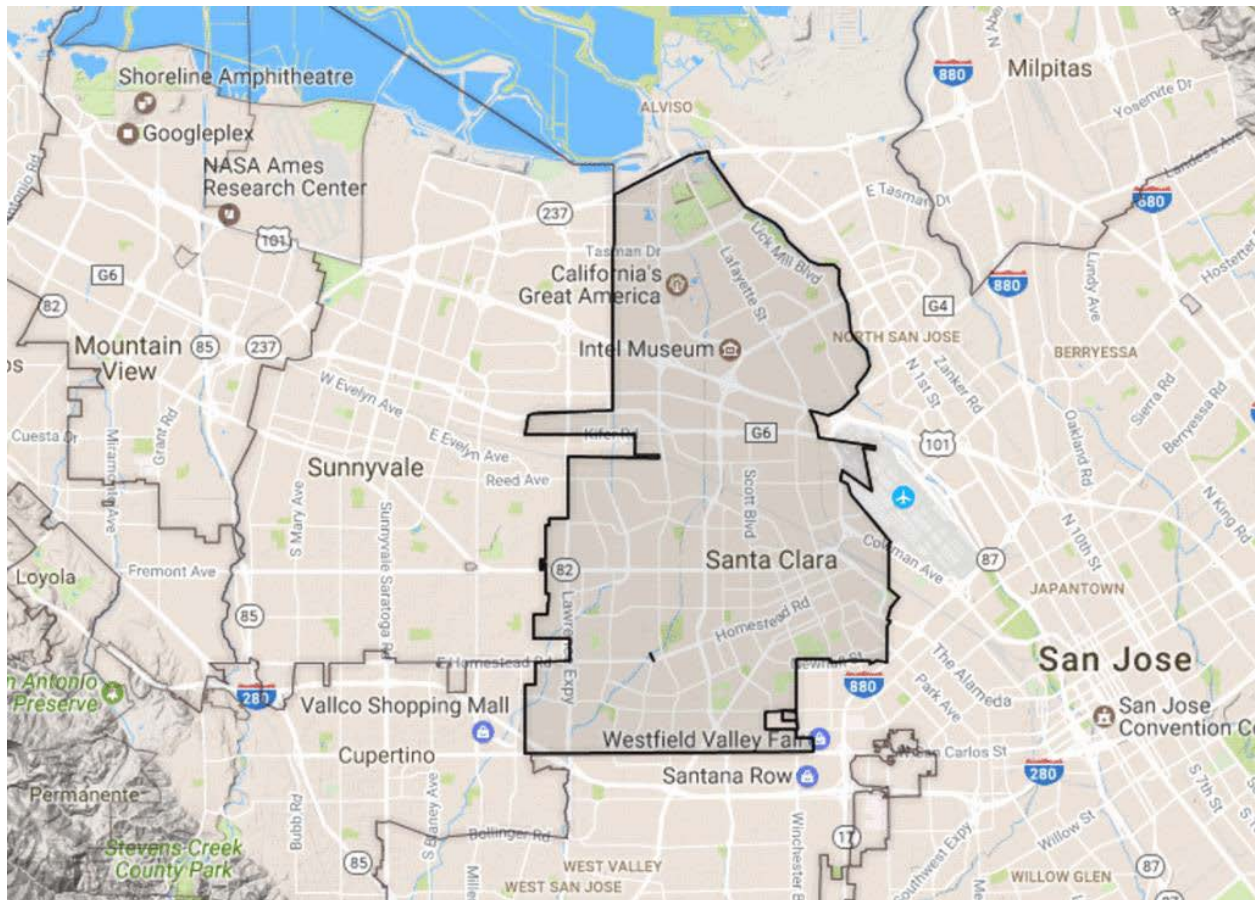 Shoreline Amphitheatre
Googleplex
NASA Ames
Research Center
101
237
ALVISO
880
Milpitas
Yosemite Dr
Landess Ave
680
E Tasman Dr
Tasman Dr
California's
Great America
Lafayette St
Lick Mill Blvd
880
G4
Lundy Ave
NORTH SAN JOSE
Intel Museum
BERRYESSA
G6
82
Mountain
View
85
237
W Evelyn Ave
N 1st St
Zanker Rd
Sierra Rd
Berryessa Rd
Oakland Rd
101
Kifer Rd
G6
E Evelyn Ave
Reed Ave
Cuesta Dr
Miramonte Ave
Grant Rd
Sunnyvale
S Mary Ave
Sunnyvale Saratoga Rd
Scott Blvd
N King Rd
N 10th St
Coleman Ave
87
Santa Clara
82
Lawrence Expy
Loyola
Fremont Ave
85
JAPANTOWN
Homestead Rd
E Homestead Rd
Newhall St
The Alameda
Park Ave
San Jose
880
280
Preserve
Vallco Shopping Mall
Cupertino
Westfield Valley Fair
Santana Row
San Jose
280
S 7th St
Permanente
Bubb Rd
S Blaney Ave
Bollinger Rd
Stevens Creek
County Park
85
WEST VALLEY
WEST SAN JOSE
17
Southwest Expy
Willow St
WILLOW GLEN
87
82